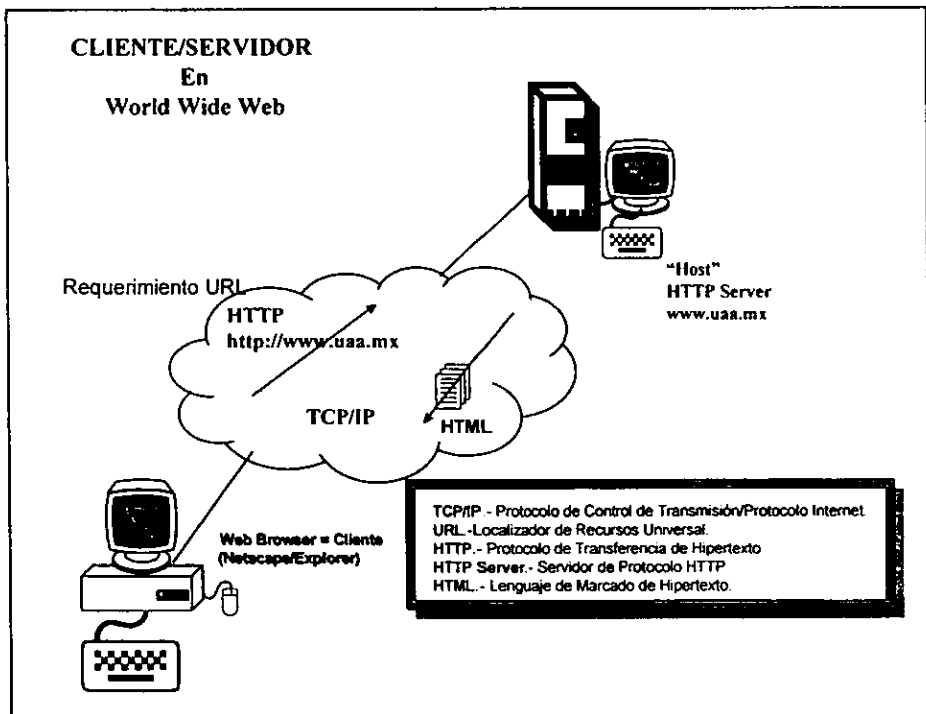 CLIENTE/SERVIDOR
En
World Wide Web
"Host"
HTTP Server
www.uaa.mx
Requerimiento URL
HTTP
http://www.uaa.mx
TCP/IP
HTML
Web Browser = Cliente
(Netscape/Explorer)
TCP/IP.- Protocolo de Control de Transmisión/Protocolo Internet.
URL.-Localizador de Recursos Universal.
HTTP.- Protocolo de Transferencia de Hipertexto
HTTP Server.- Servidor de Protocolo HTTP
HTML.- Lenguaje de Marcado de Hipertexto.